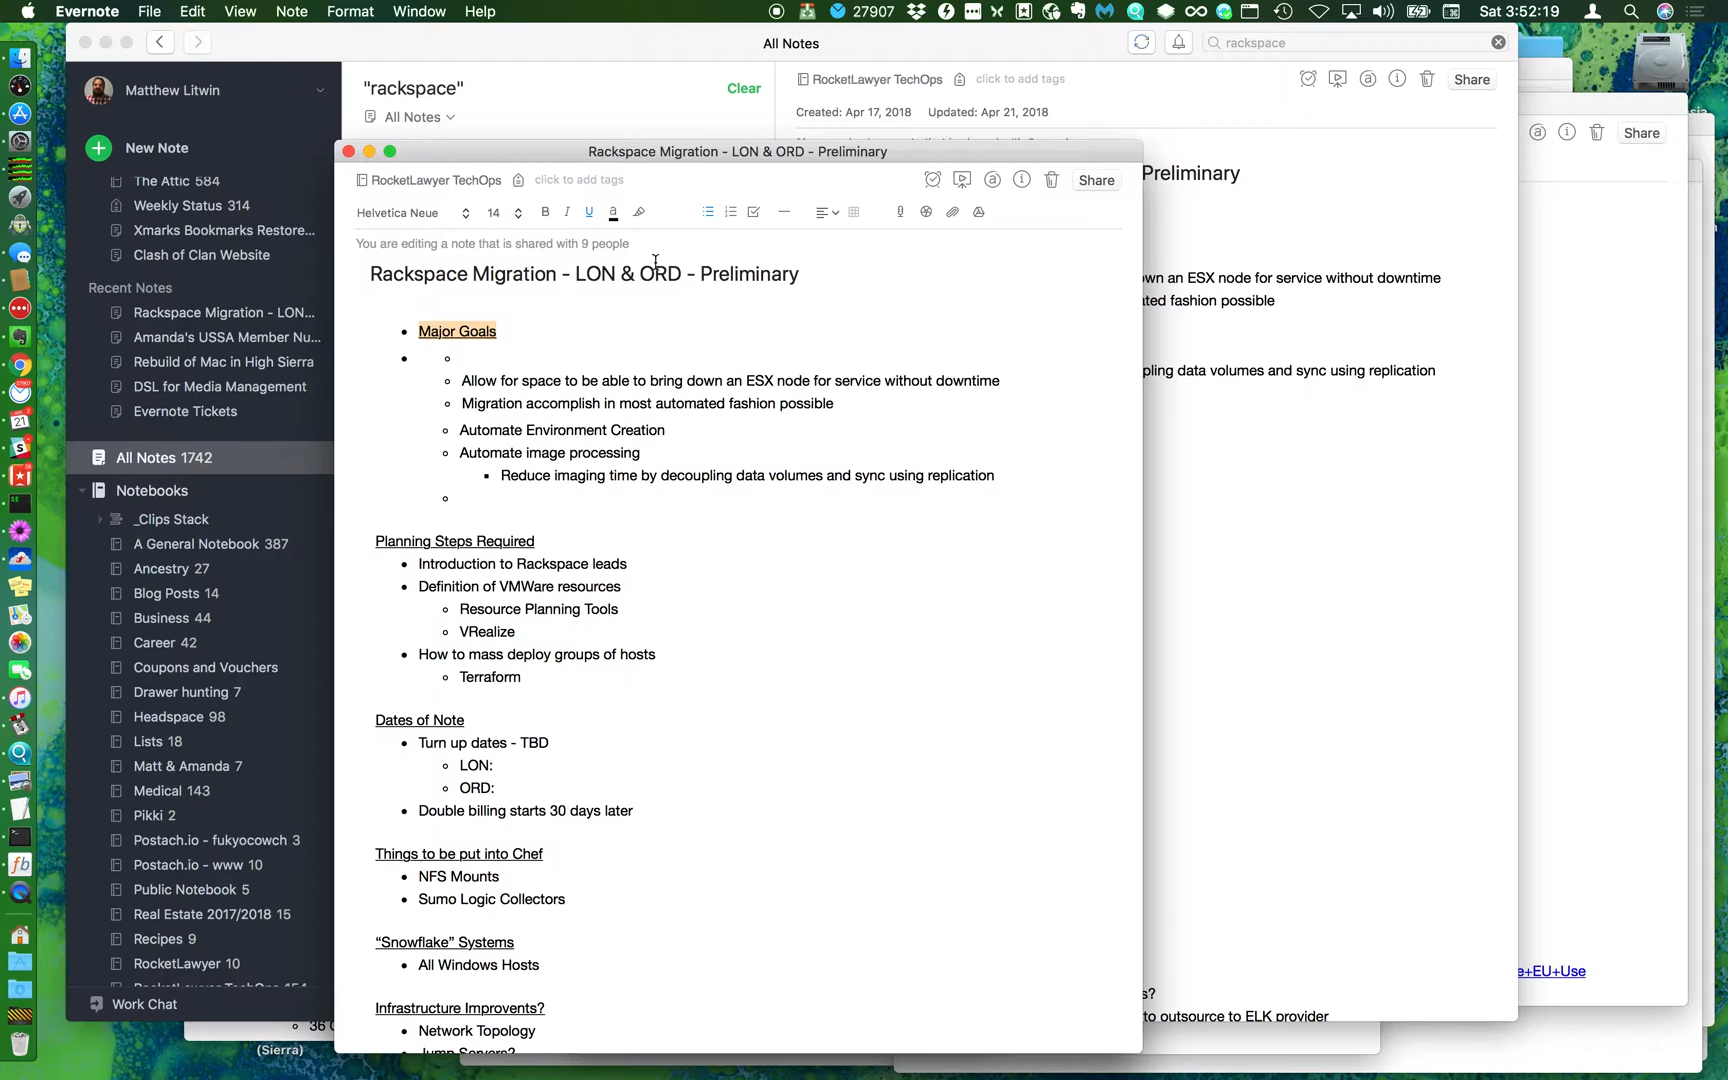 Evernote File Edit View Note Format Window Help
27907
Sat 3:52:19
All Notes
rackspace
Matthew Litwin
New Note
The Attic 584
Weekly Status 314
Xmarks Bookmarks Restore...
Clash of Clan Website
Recent Notes
Rackspace Migration - LON...
Amanda's USSA Member Nu...
Rebuild of Mac in High Sierra
DSL for Media Management
Evernote Tickets
All Notes 1742
Notebooks
_Clips Stack
A General Notebook 387
Ancestry 27
Blog Posts 14
Business 44
Career 42
Coupons and Vouchers
Drawer hunting 7
Headspace 98
Lists 18
Matt & Amanda 7
Medical 143
Pikki 2
Postach.io - fukyocowch 3
Postach.io - www 10
Public Notebook 5
Real Estate 2017/2018 15
Recipes 9
RocketLawyer 10
RocketLawyer TechOps 154
Work Chat
"rackspace"
Clear
All Notes
RocketLawyer TechOps click to add tags
Share
Created: Apr 17, 2018 Updated: Apr 21, 2018
Rackspace Migration - LON & ORD - Preliminary
RocketLawyer TechOps click to add tags
Share
Helvetica Neue 14 B I U a
You are editing a note that is shared with 9 people
Rackspace Migration - LON & ORD - Preliminary
• Major Goals
• ◦
◦ Allow for space to be able to bring down an ESX node for service without downtime
◦ Migration accomplish in most automated fashion possible
◦ Automate Environment Creation
◦ Automate image processing
▪ Reduce imaging time by decoupling data volumes and sync using replication
◦
Planning Steps Required
• Introduction to Rackspace leads
• Definition of VMWare resources
◦ Resource Planning Tools
◦ VRealize
• How to mass deploy groups of hosts
◦ Terraform
Dates of Note
• Turn up dates - TBD
◦ LON:
◦ ORD:
• Double billing starts 30 days later
Things to be put into Chef
• NFS Mounts
• Sumo Logic Collectors
“Snowflake” Systems
• All Windows Hosts
Infrastructure Improvents?
• Network Topology
• Jump Servers?
Preliminary
wn an ESX node for service without downtime
ated fashion possible
pling data volumes and sync using replication
s?
to outsource to ELK provider
Share
e+EU+Use
◦ 36
(Sierra)